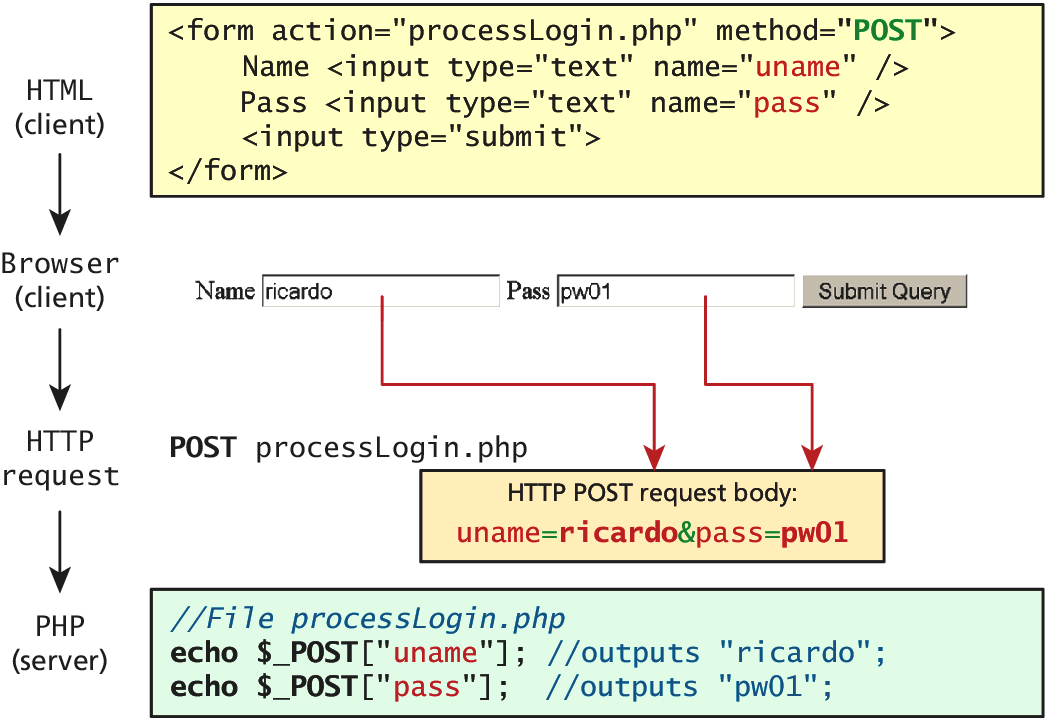 <form action="processLogin.php" method="POST">
Name <input type="text" name="uname" />
Pass <input type="text" name="pass" />
<input type="submit">
</form>
HTML
(client)
Browser
(client)
Name ricardo Pass pw01 Submit Query
HTTP
request
POST processLogin.php
HTTP POST request body:
uname=ricardo&pass=pw01
PHP
(server)
//File processLogin.php
echo $_POST["uname"]; //outputs "ricardo";
echo $_POST["pass"];  //outputs "pw01";